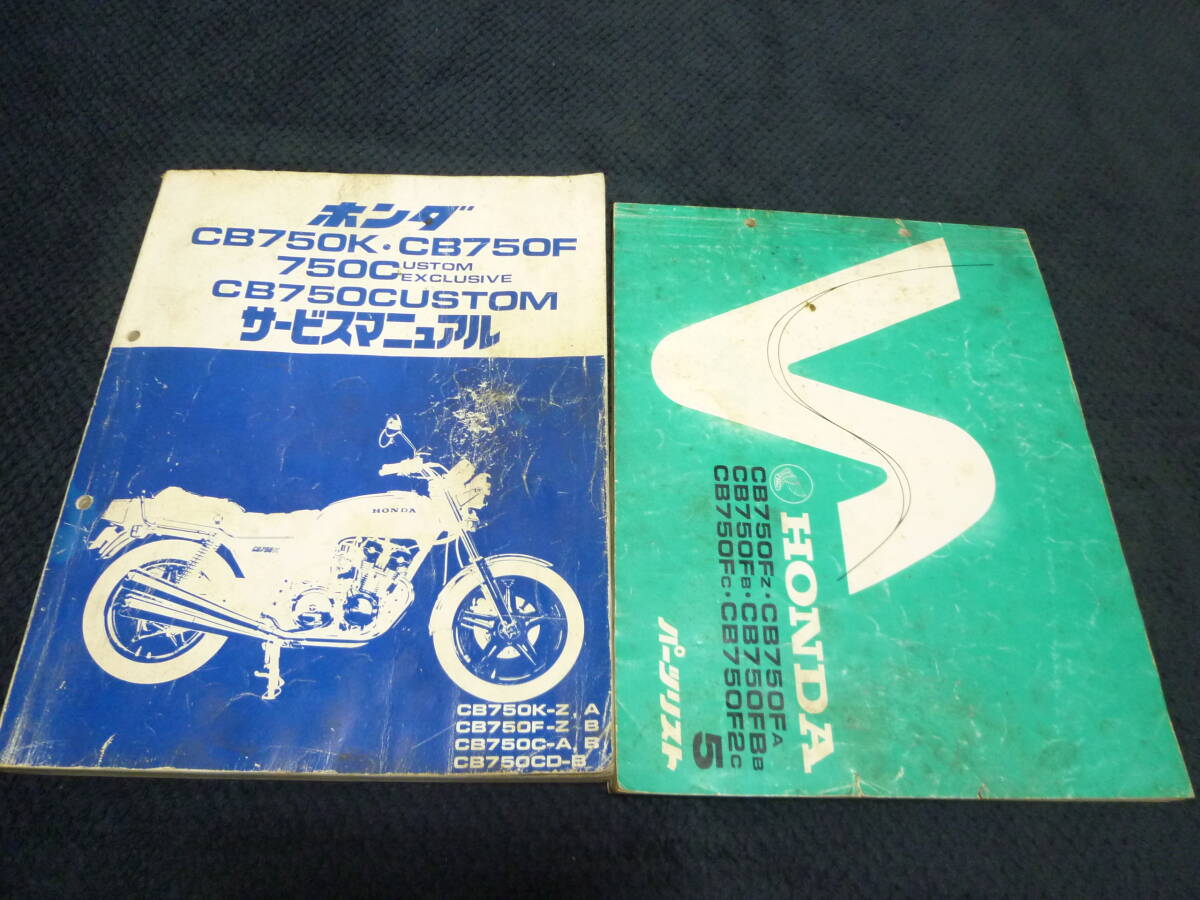 ホンダ
CB750K・CB750F
750CUSTOM
EXCLUSIVE
CB750CUSTOM
サービスマニュアル
HONDA
CB750K-Z, A
CB750F-Z, B
CB750C-A, B
CB750CD-B
HONDA
CB750FZ・CB750FA
CB750FB・CB750FBB
CB750FC・CB750F2C
5
パーツリスト